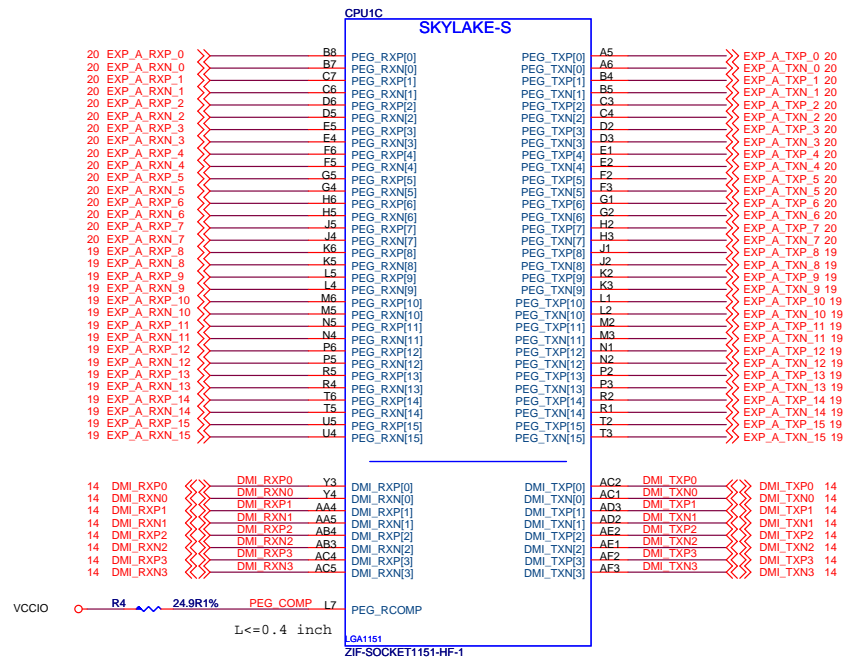 CPU1C
SKYLAKE-S
20 EXP_A_RXP_0 B8 PEG_RXP[0] PEG_TXP[0] A5 EXP_A_TXP_0 20
20 EXP_A_RXN_0 B7 PEG_RXN[0] PEG_TXN[0] A6 EXP_A_TXN_0 20
20 EXP_A_RXP_1 C7 PEG_RXP[1] PEG_TXP[1] B4 EXP_A_TXP_1 20
20 EXP_A_RXN_1 C6 PEG_RXN[1] PEG_TXN[1] B5 EXP_A_TXN_1 20
20 EXP_A_RXP_2 D6 PEG_RXP[2] PEG_TXP[2] C3 EXP_A_TXP_2 20
20 EXP_A_RXN_2 D5 PEG_RXN[2] PEG_TXN[2] C4 EXP_A_TXN_2 20
20 EXP_A_RXP_3 E5 PEG_RXP[3] PEG_TXP[3] D2 EXP_A_TXP_3 20
20 EXP_A_RXN_3 E4 PEG_RXN[3] PEG_TXN[3] D3 EXP_A_TXN_3 20
20 EXP_A_RXP_4 F6 PEG_RXP[4] PEG_TXP[4] E1 EXP_A_TXP_4 20
20 EXP_A_RXN_4 F5 PEG_RXN[4] PEG_TXN[4] E2 EXP_A_TXN_4 20
20 EXP_A_RXP_5 G5 PEG_RXP[5] PEG_TXP[5] F2 EXP_A_TXP_5 20
20 EXP_A_RXN_5 G4 PEG_RXN[5] PEG_TXN[5] F3 EXP_A_TXN_5 20
20 EXP_A_RXP_6 H6 PEG_RXP[6] PEG_TXP[6] G1 EXP_A_TXP_6 20
20 EXP_A_RXN_6 H5 PEG_RXN[6] PEG_TXN[6] G2 EXP_A_TXN_6 20
20 EXP_A_RXP_7 J5 PEG_RXP[7] PEG_TXP[7] H2 EXP_A_TXP_7 20
20 EXP_A_RXN_7 J4 PEG_RXN[7] PEG_TXN[7] H3 EXP_A_TXN_7 20
19 EXP_A_RXP_8 K6 PEG_RXP[8] PEG_TXP[8] J1 EXP_A_TXP_8 19
19 EXP_A_RXN_8 K5 PEG_RXN[8] PEG_TXN[8] J2 EXP_A_TXN_8 19
19 EXP_A_RXP_9 L5 PEG_RXP[9] PEG_TXP[9] K2 EXP_A_TXP_9 19
19 EXP_A_RXN_9 L4 PEG_RXN[9] PEG_TXN[9] K3 EXP_A_TXN_9 19
19 EXP_A_RXP_10 M6 PEG_RXP[10] PEG_TXP[10] L1 EXP_A_TXP_10 19
19 EXP_A_RXN_10 M5 PEG_RXN[10] PEG_TXN[10] L2 EXP_A_TXN_10 19
19 EXP_A_RXP_11 N5 PEG_RXP[11] PEG_TXP[11] M2 EXP_A_TXP_11 19
19 EXP_A_RXN_11 N4 PEG_RXN[11] PEG_TXN[11] M3 EXP_A_TXN_11 19
19 EXP_A_RXP_12 P6 PEG_RXP[12] PEG_TXP[12] N1 EXP_A_TXP_12 19
19 EXP_A_RXN_12 P5 PEG_RXN[12] PEG_TXN[12] N2 EXP_A_TXN_12 19
19 EXP_A_RXP_13 R5 PEG_RXP[13] PEG_TXP[13] P2 EXP_A_TXP_13 19
19 EXP_A_RXN_13 R4 PEG_RXN[13] PEG_TXN[13] P3 EXP_A_TXN_13 19
19 EXP_A_RXP_14 T6 PEG_RXP[14] PEG_TXP[14] R2 EXP_A_TXP_14 19
19 EXP_A_RXN_14 T5 PEG_RXN[14] PEG_TXN[14] R1 EXP_A_TXN_14 19
19 EXP_A_RXP_15 U5 PEG_RXP[15] PEG_TXP[15] T2 EXP_A_TXP_15 19
19 EXP_A_RXN_15 U4 PEG_RXN[15] PEG_TXN[15] T3 EXP_A_TXN_15 19
14 DMI_RXP0 DMI_RXP0 Y3 DMI_RXP[0] DMI_TXP[0] AC2 DMI_TXP0 DMI_TXP0 14
14 DMI_RXN0 DMI_RXN0 Y4 DMI_RXN[0] DMI_TXN[0] AC1 DMI_TXN0 DMI_TXN0 14
14 DMI_RXP1 DMI_RXP1 AA4 DMI_RXP[1] DMI_TXP[1] AD3 DMI_TXP1 DMI_TXP1 14
14 DMI_RXN1 DMI_RXN1 AA5 DMI_RXN[1] DMI_TXN[1] AD2 DMI_TXN1 DMI_TXN1 14
14 DMI_RXP2 DMI_RXP2 AB4 DMI_RXP[2] DMI_TXP[2] AE2 DMI_TXP2 DMI_TXP2 14
14 DMI_RXN2 DMI_RXN2 AB3 DMI_RXN[2] DMI_TXN[2] AE1 DMI_TXN2 DMI_TXN2 14
14 DMI_RXP3 DMI_RXP3 AC4 DMI_RXP[3] DMI_TXP[3] AF2 DMI_TXP3 DMI_TXP3 14
14 DMI_RXN3 DMI_RXN3 AC5 DMI_RXN[3] DMI_TXN[3] AF3 DMI_TXN3 DMI_TXN3 14
VCCIO R4 24.9R1% PEG_COMP L7 PEG_RCOMP
L<=0.4 inch
LGA1151
ZIF-SOCKET1151-HF-1